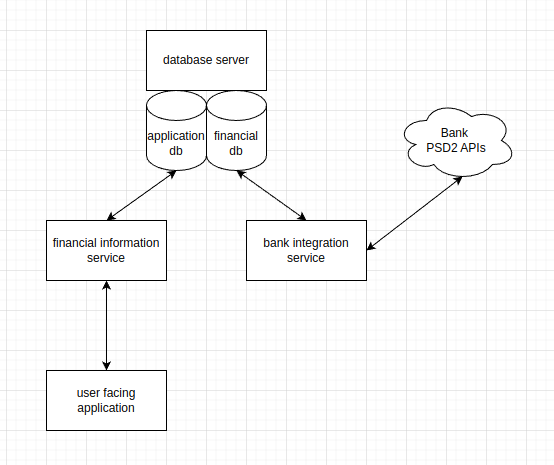 database server
application
db
financial
db
Bank
PSD2 APIs
financial information
service
bank integration
service
user facing
application